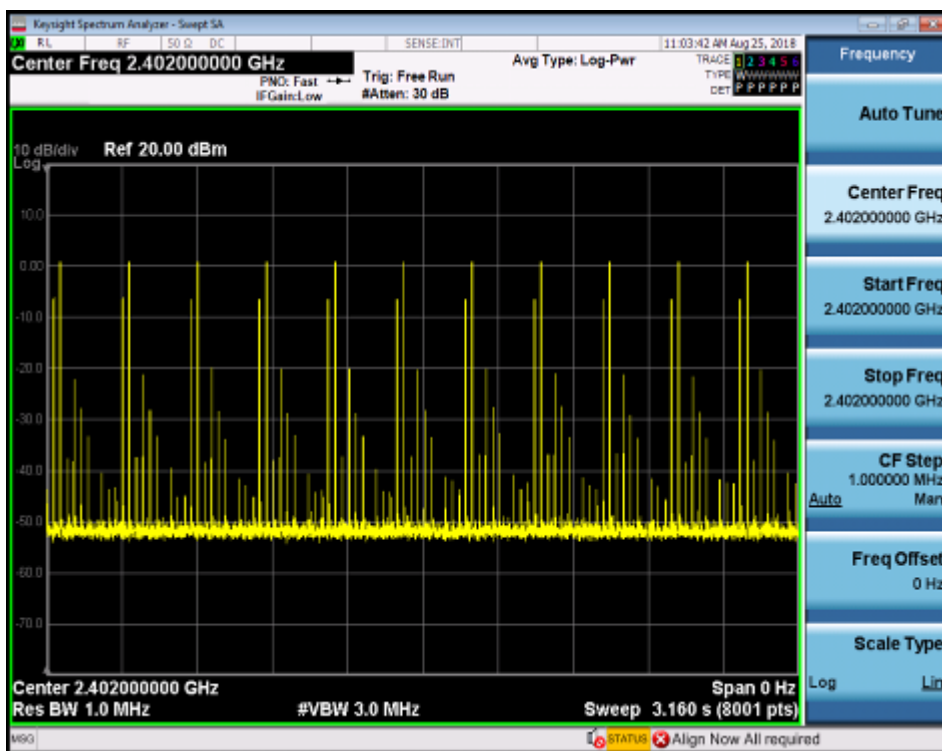 Keysight Spectrum Analyzer - Swept SA
RL RF 50 Ω DC SENSE:INT 11:03:42 AM Aug 25, 2018
Center Freq 2.402000000 GHz
PNO: Fast
IFGain:Low
Trig: Free Run
#Atten: 30 dB
Avg Type: Log-Pwr
TRACE 1 2 3 4 5 6
TYPE
DET P P P P P P
10 dB/div
Log
Ref 20.00 dBm
10.0
0.00
-10.0
-20.0
-30.0
-40.0
-50.0
-60.0
-70.0
Center 2.402000000 GHz
Span 0 Hz
Res BW 1.0 MHz
#VBW 3.0 MHz
Sweep 3.160 s (8001 pts)
MSG
STATUS
Align Now All required
Frequency
Auto Tune
Center Freq
2.402000000 GHz
Start Freq
2.402000000 GHz
Stop Freq
2.402000000 GHz
CF Step
1.000000 MHz
Auto Man
Freq Offset
0 Hz
Scale Type
Log Lin